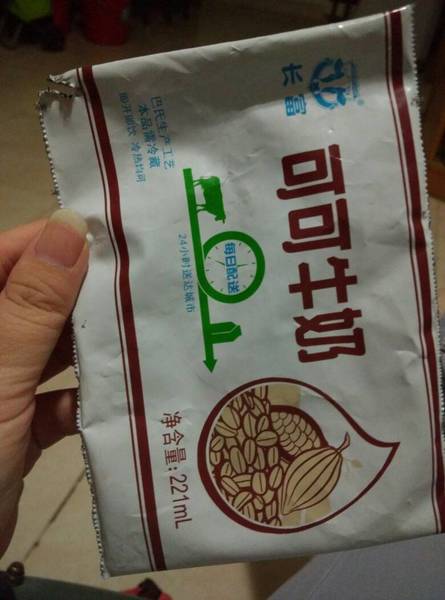 长富
可可牛奶
巴氏生产工艺
本品需冷藏
即开即饮 冷热均可
每日配送
24小时送达城市
净含量:221mL